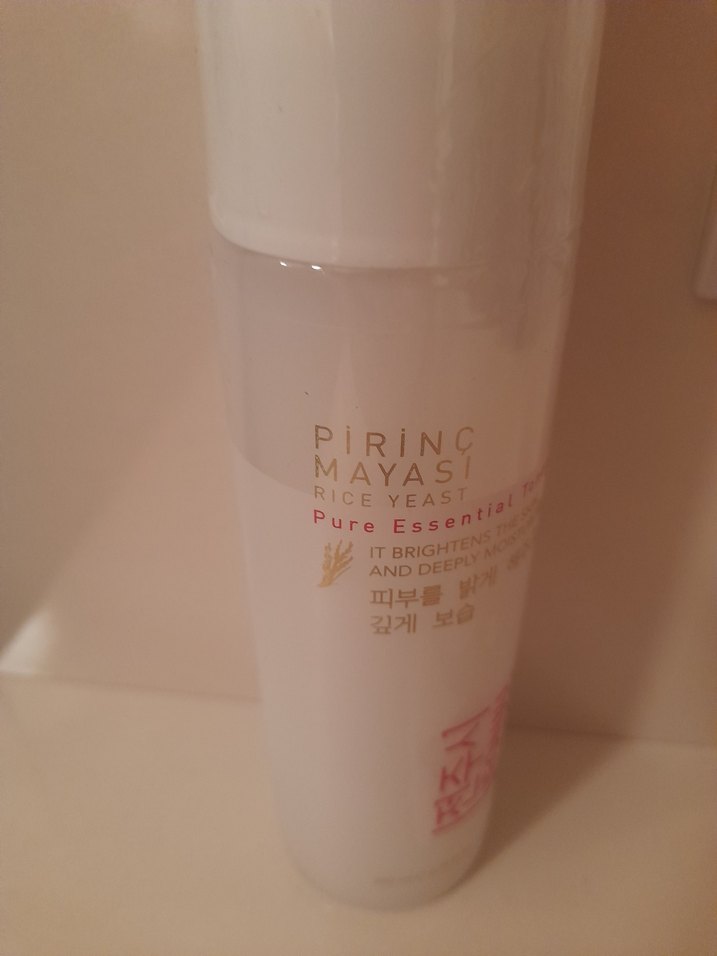 PİRİNÇ
MAYASI
RICE YEAST
Pure Essential
IT BRIGHTENS THE
AND DEEPLY
피부를 밝게
깊게 보습